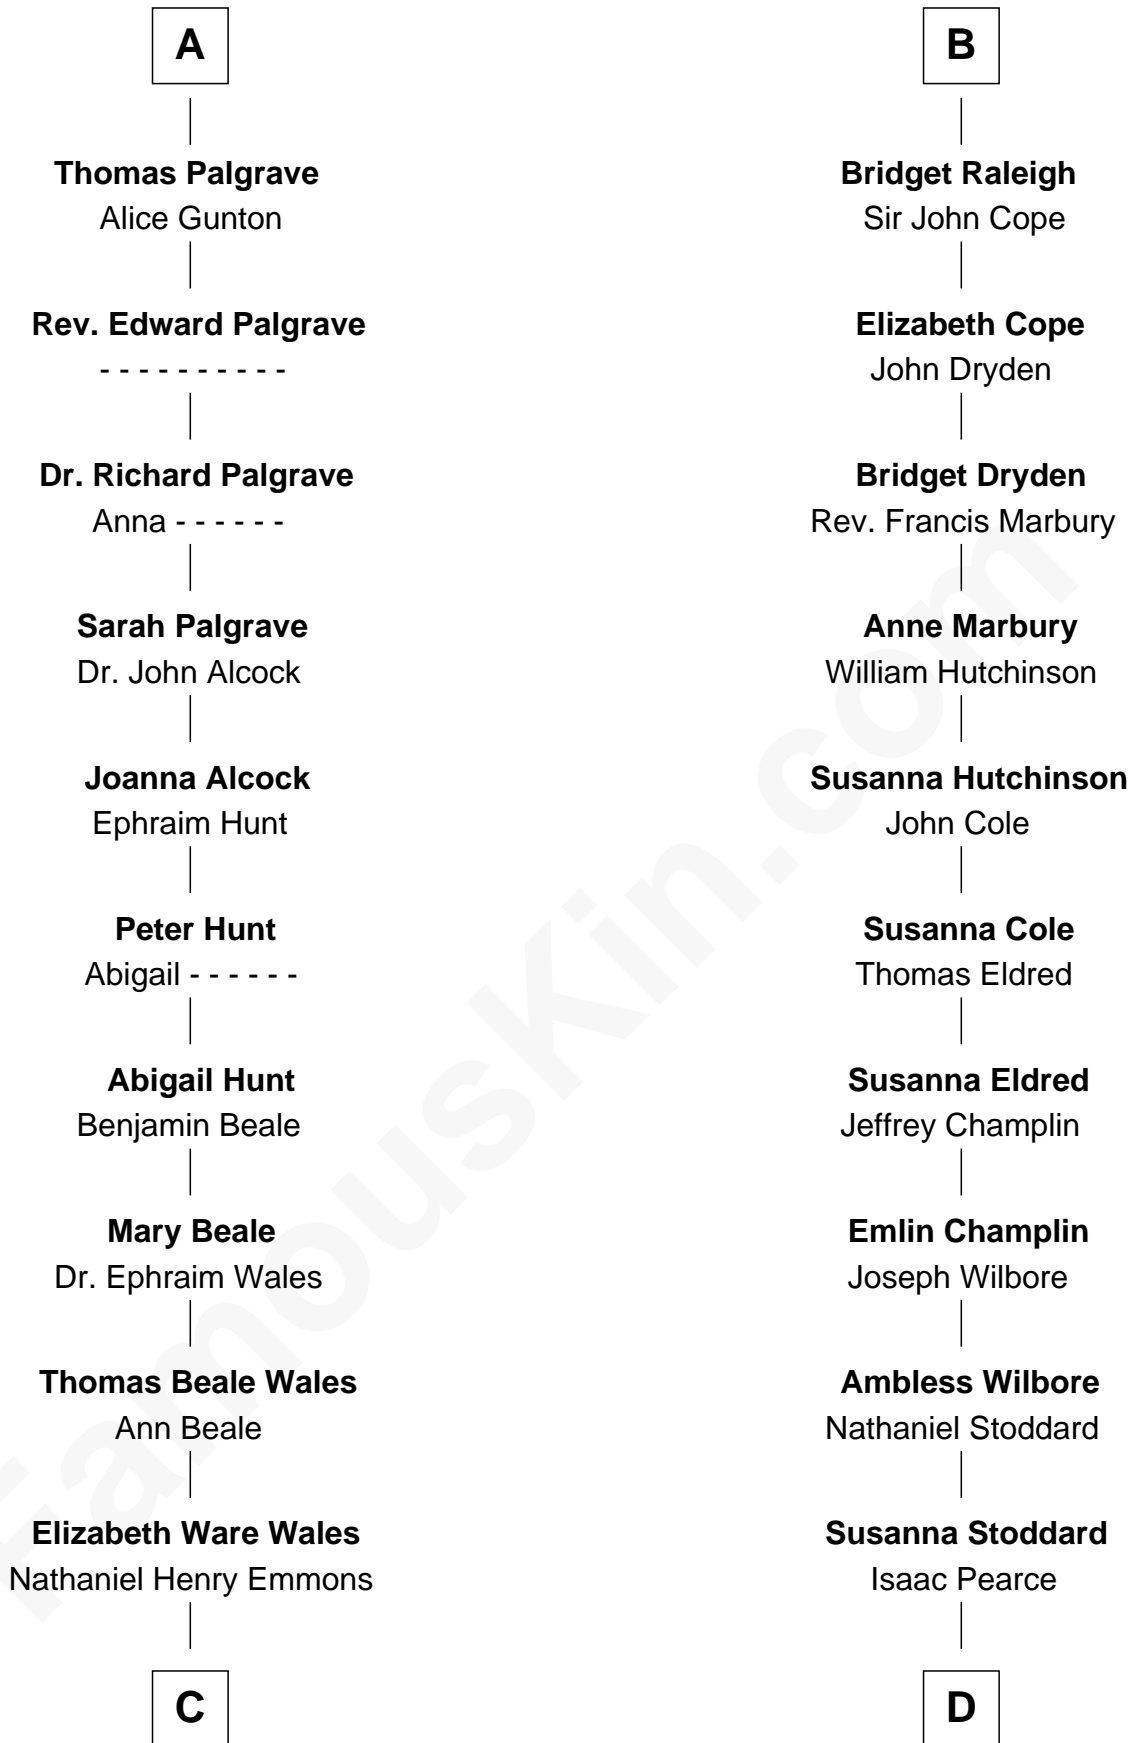 A
Thomas Palgrave
Alice Gunton
Rev. Edward Palgrave
- - - - - - - - - -
Dr. Richard Palgrave
Anna - - - - - -
Sarah Palgrave
Dr. John Alcock
Joanna Alcock
Ephraim Hunt
Peter Hunt
Abigail - - - - - -
Abigail Hunt
Benjamin Beale
Mary Beale
Dr. Ephraim Wales
Thomas Beale Wales
Ann Beale
Elizabeth Ware Wales
Nathaniel Henry Emmons
C
B
Bridget Raleigh
Sir John Cope
Elizabeth Cope
John Dryden
Bridget Dryden
Rev. Francis Marbury
Anne Marbury
William Hutchinson
Susanna Hutchinson
John Cole
Susanna Cole
Thomas Eldred
Susanna Eldred
Jeffrey Champlin
Emlin Champlin
Joseph Wilbore
Ambless Wilbore
Nathaniel Stoddard
Susanna Stoddard
Isaac Pearce
D
FamousKin.com